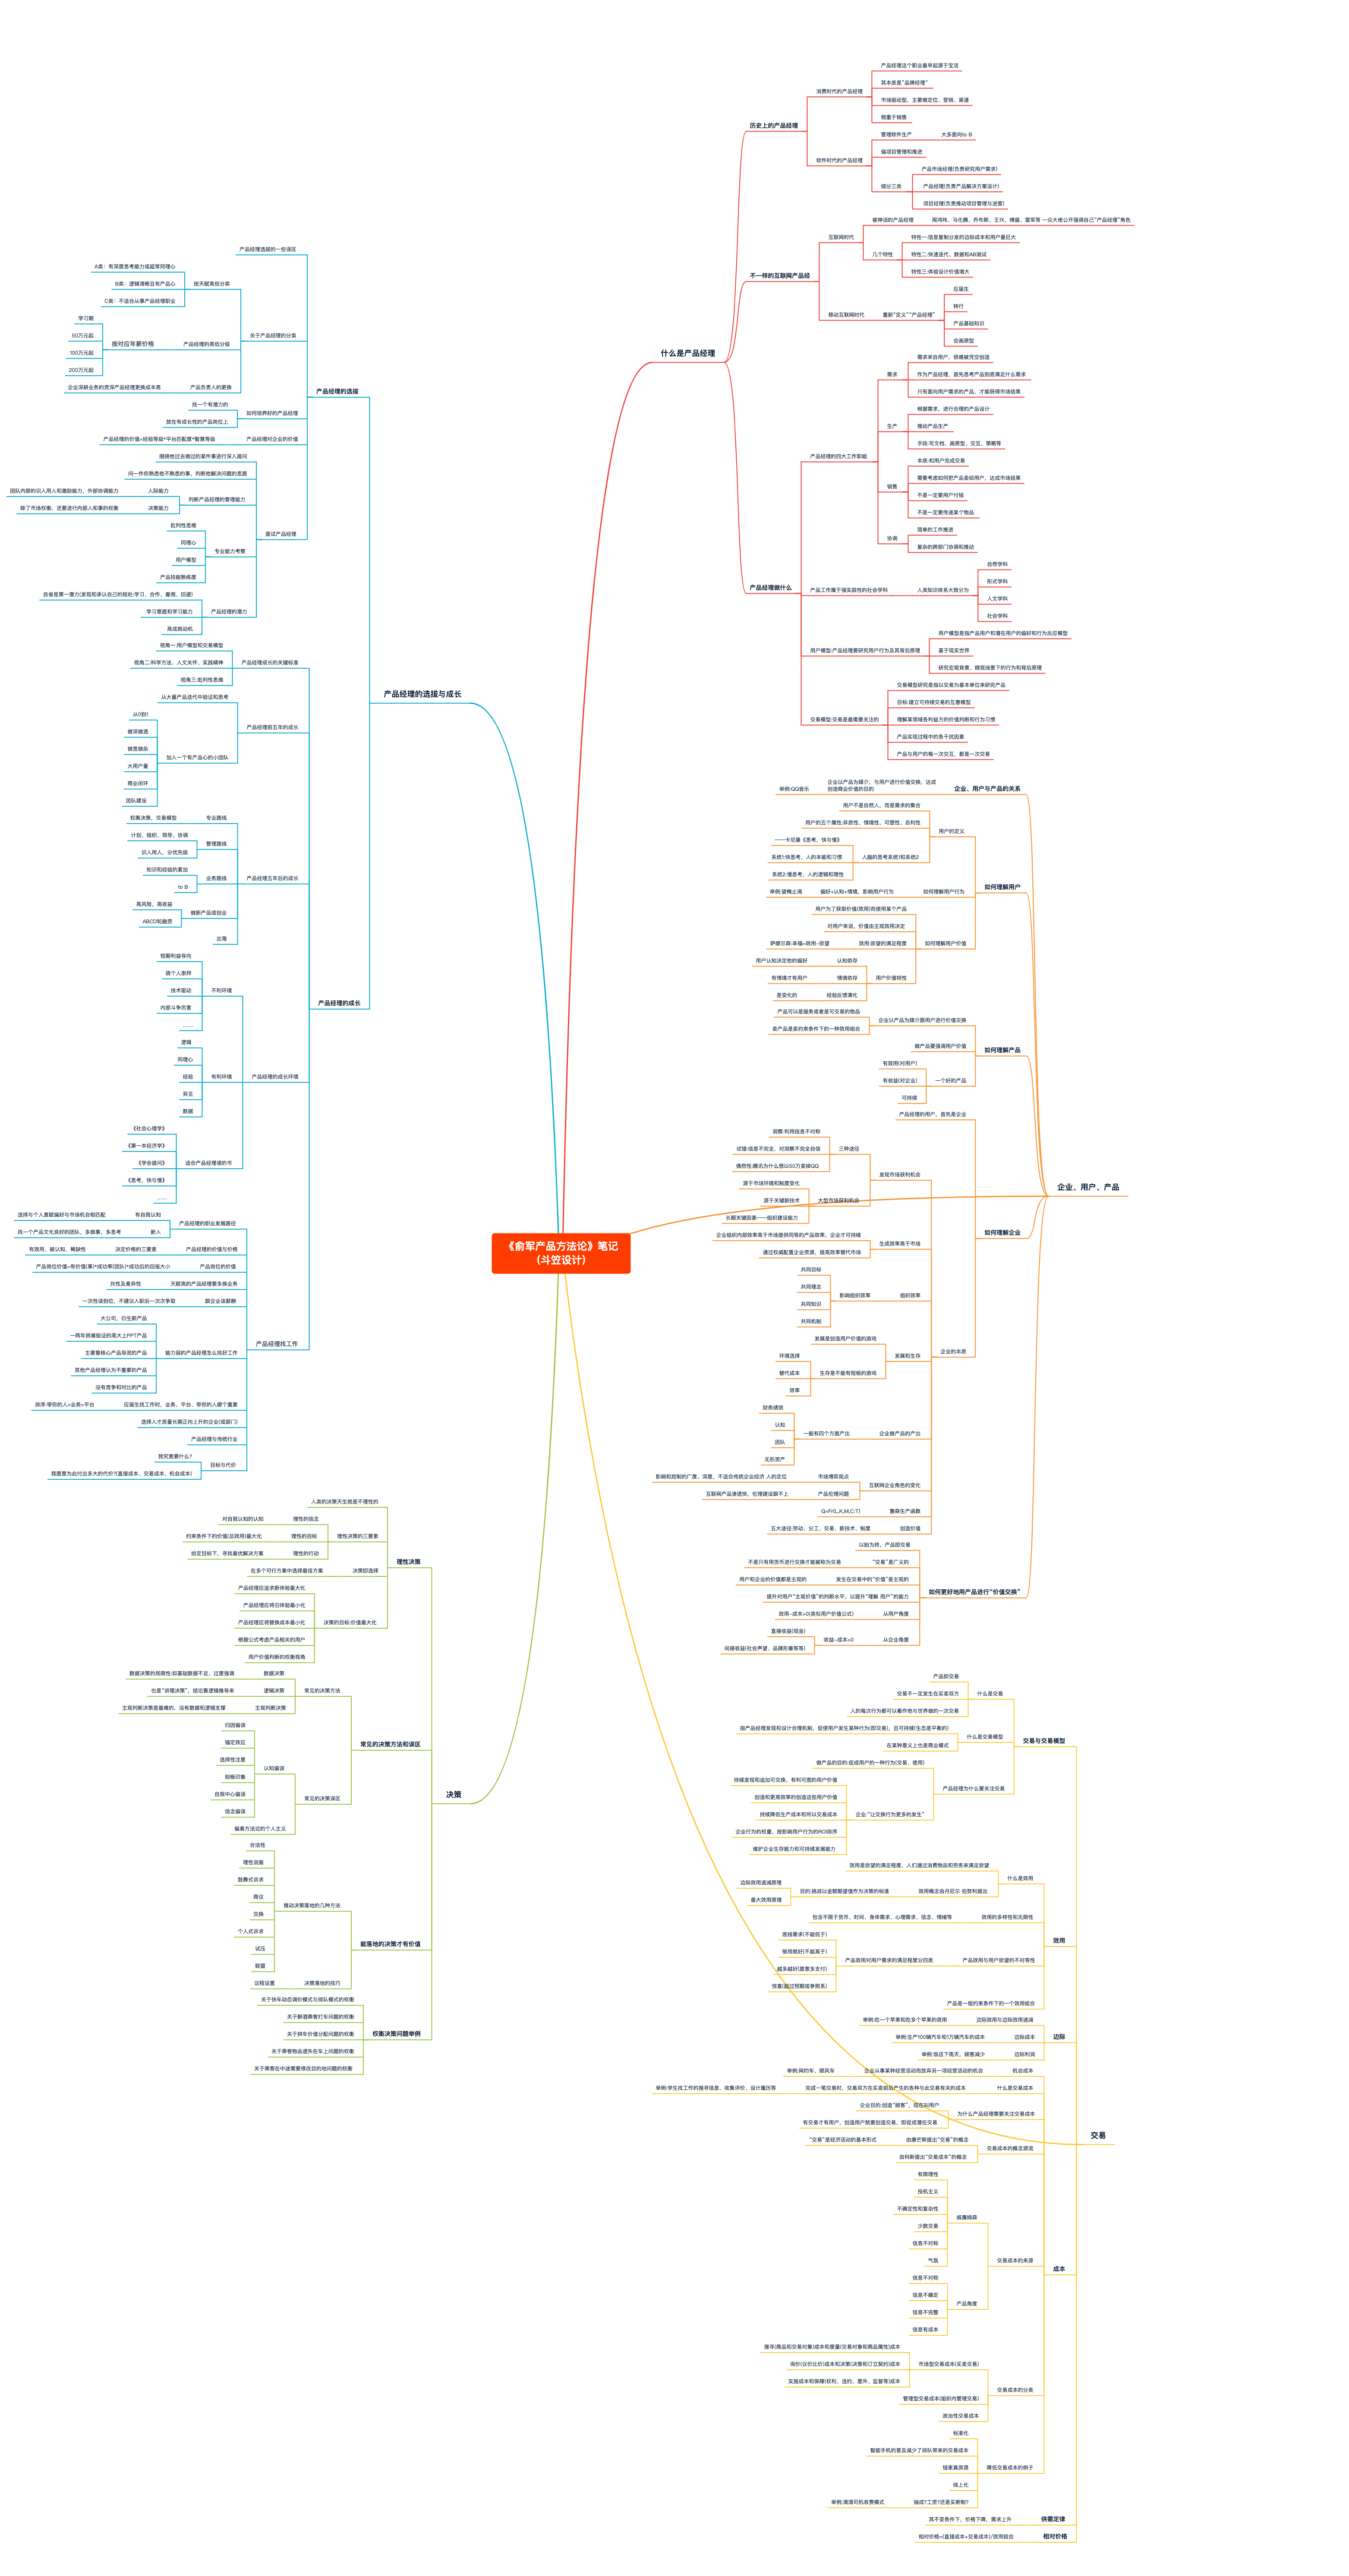 《俞军产品方法论》笔记
(斗笠设计)
什么是产品经理
历史上的产品经理
消费时代的产品经理
产品经理这个职业最早起源于宝洁
其本质是"品牌经理"
市场驱动型，主要做定位、营销、渠道
侧重于销售
软件时代的产品经理
管理软件生产
大多面向to B
偏项目管理和推进
细分三类
产品市场经理(负责研究用户需求)
产品经理(负责产品解决方案设计)
项目经理(负责推动项目管理与进度)
不一样的互联网产品经
互联网时代
被神话的产品经理
周鸿祎、马化腾、乔布斯、王兴、傅盛、雷军等 一众大佬公开强调自己"产品经理"角色
几个特性
特性一:信息复制分发的边际成本和用户量巨大
特性二:快速迭代、数据和AB测试
特性三:体验设计价值增大
移动互联网时代
重新"定义""产品经理"
应届生
转行
产品基础知识
会画原型
产品经理做什么
产品经理的四大工作职能
需求
需求来自用户，很难被凭空创造
作为产品经理，首先思考产品到底满足什么需求
只有面向用户需求的产品，才能获得市场结果
生产
根据需求，进行合理的产品设计
推动产品生产
手段:写文档、画原型、交互、策略等
销售
本质:和用户完成交易
需要考虑如何把产品卖给用户，达成市场结果
不是一定要用户付钱
不是一定要传递某个物品
协调
简单的工作推进
复杂的跨部门协调和推动
产品工作属于强实践性的社会学科
人类知识体系大致分为
自然学科
形式学科
人文学科
社会学科
用户模型:产品经理要研究用户行为及其背后原理
用户模型是指产品用户和潜在用户的偏好和行为反应模型
基于现实世界
研究宏观背景、微观场景下的行为和背后原理
交易模型:交易是最需要关注的
交易模型研究是指以交易为基本单位来研究产品
目标:建立可持续交易的互惠模型
理解某领域各利益方的价值判断和行为习惯
产品实现过程中的各干扰因素
产品与用户的每一次交互，都是一次交易
企业、用户、产品
企业、用户与产品的关系
企业以产品为媒介，与用户进行价值交换，达成
创造商业价值的目的
举例:QQ音乐
如何理解用户
用户的定义
用户不是自然人，而是需求的集合
用户的五个属性:异质性、情境性、可塑性、自利性
人脑的思考系统1和系统2
——卡尼曼《思考，快与慢》
系统1:快思考，人的本能和习惯
系统2:慢思考，人的逻辑和理性
如何理解用户行为
偏好+认知+情境，影响用户行为
举例:望梅止渴
如何理解用户价值
用户为了获取价值(效用)而使用某个产品
对用户来说，价值由主观效用决定
效用:欲望的满足程度
萨缪尔森:幸福=效用-欲望
用户价值特性
认知依存
用户认知决定他的偏好
情境依存
有情境才有用户
经验反馈演化
是变化的
如何理解产品
企业以产品为媒介跟用户进行价值交换
产品可以是服务或者是可交易的物品
卖产品是卖约束条件下的一种效用组合
做产品要强调用户价值
一个好的产品
有效用(对用户)
有收益(对企业)
可持续
如何理解企业
产品经理的用户，首先是企业
企业的本质
发现市场获利机会
三种途径
洞察:利用信息不对称
试错:信息不完全，对洞察不完全自信
偶然性:腾讯为什么想以50万卖掉QQ
大型市场获利机会
源于市场环境和制度变化
源于关键新技术
长期关键因素——组织建设能力
生成效率高于市场
企业组织内部效率高于市场提供同等的产品效率，企业才可持续
通过权威配置企业资源，提高效率替代市场
组织效率
影响组织效率
共同目标
共同理念
共同知识
共同机制
发展和生存
发展是创造用户价值的游戏
生存是不能有短板的游戏
环境选择
替代成本
效率
企业做产品的产出
一般有四个方面产出
财务绩效
认知
团队
无形资产
互联网企业角色的变化
市场博弈拐点
影响和控制的广度、深度，不适合传统企业经济 人的定位
产品伦理问题
互联网产品渗透快，伦理建设跟不上
詹森生产函数
Q=Fr(L,K,M,C:T)
创造价值
五大途径:劳动、分工、交易、新技术、制度
如何更好地用产品进行"价值交换"
以始为终，产品即交易
"交易"是广义的
不是只有用货币进行交换才能被称为交易
发生在交易中的"价值"是主观的
用户和企业的价值都是主观的
提升对用户"主观价值"的判断水平，以提升"理解 用户"的能力
从用户角度
效用-成本>0(类似用户价值公式)
从企业角度
收益-成本>0
直接收益(现金)
间接收益(社会声望、品牌形象等等)
交易
交易与交易模型
什么是交易
产品即交易
交易不一定发生在买卖双方
人的每次行为都可以看作他与世界做的一次交易
什么是交易模型
指产品经理发现和设计合理机制，促使用户发生某种行为(即交易)，且可持续(生态是平衡的)
在某种意义上也是商业模式
产品经理为什么要关注交易
做产品的目的:促成用户的一种行为(交易、使用)
企业:"让交换行为更多的发生"
持续发现和追加可交换、有利可图的用户价值
创造和更高效率的创造这些用户价值
持续降低生产成本和所以交易成本
企业行为的权重，按影响用户行为的ROI排序
维护企业生存能力和可持续发展能力
效用
什么是效用
效用是欲望的满足程度，人们通过消费物品和劳务来满足欲望
效用概念由丹尼尔·伯努利提出
目的:挑战以金额期望值作为决策的标准
边际效用递减原理
最大效用原理
效用的多样性和无限性
包含不限于货币、时间、身体需求、心理需求、信念、情绪等
产品效用与用户欲望的不对等性
产品效用对用户需求的满足程度分四类
底线需求(不能低于)
够用就好(不能高于)
越多越好(愿意多支付)
惊喜(超过预期或参照系)
产品是一组约束条件下的一个效用组合
边际
边际效用与边际效用递减
举例:吃一个苹果和吃多个苹果的效用
边际成本
举例:生产100辆汽车和1万辆汽车的成本
边际利润
举例:饭店下雨天，顾客减少
成本
机会成本
企业从事某种经营活动而放弃另一项经营活动的机会
举例:网约车、顺风车
什么是交易成本
完成一笔交易时，交易双方在买卖前后产生的各种与此交易有关的成本
举例:学生找工作的搜寻信息、收集评价、设计履历等
为什么产品经理需要关注交易成本
企业目的:创造"顾客"，现在叫用户
有交易才有用户，创造用户就要创造交易，即促成潜在交易
交易成本的概念源流
由康芒斯提出"交易"的概念
"交易"是经济活动的基本形式
由科斯提出"交易成本"的概念
交易成本的来源
威廉姆森
有限理性
投机主义
不确定性和复杂性
少数交易
信息不对称
气氛
产品角度
信息不对称
信息不确定
信息不完整
信息有成本
交易成本的分类
市场型交易成本(买卖交易)
搜寻(商品和交易对象)成本和度量(交易对象和商品属性)成本
询价(议价比价)成本和决策(决策和订立契约)成本
实施成本和保障(权利、违约、意外、监督等)成本
管理型交易成本(组织内管理交易)
政治性交易成本
降低交易成本的例子
标准化
智能手机的普及减少了排队带来的交易成本
链家真房源
线上化
抽成?工资?还是买断制?
举例:滴滴司机收费模式
供需定律
其不变条件下，价格下降，需求上升
相对价格
相对价格=(直接成本+交易成本)/效用组合
产品经理的选拔与成长
产品经理的选拔
产品经理选拔的一些误区
关于产品经理的分类
按天赋高低分类
A类：有深度思考能力或超常同理心
B类：逻辑清晰且有产品心
C类：不适合从事产品经理职业
产品经理的高低分级
按对应年薪价格
学习期
50万元起
100万元起
200万元起
产品负责人的更换
企业深耕业务的资深产品经理更换成本高
如何培养好的产品经理
找一个有潜力的
放在有成长性的产品岗位上
产品经理对企业的价值
产品经理的价值=经验等级*平台匹配度*智慧等级
面试产品经理
围绕他过去做过的某件事进行深入提问
问一件你熟悉他不熟悉的事，判断他解决问题的思路
判断产品经理的管理能力
人际能力
团队内部的识人用人和激励能力，外部协调能力
决策能力
除了市场权衡，还要进行内部人和事的权衡
专业能力考察
批判性思维
同理心
用户模型
产品技能熟练度
产品经理的潜力
自省是第一潜力(发现和承认自己的短处:学习、合作、雇佣、回避)
学习意愿和学习能力
高成就动机
产品经理的成长
产品经理成长的关键标准
视角一:用户模型和交易模型
视角二:科学方法、人文关怀、实践精神
视角三:批判性思维
产品经理前五年的成长
从大量产品迭代中验证和思考
加入一个有产品心的小团队
从0到1
做深做透
做宽做杂
大用户量
商业闭环
团队建设
产品经理五年后的成长
专业路线
权衡决策，交易模型
管理路线
计划、组织、领导、协调
识人用人，分优先级
业务路线
知识和经验的累加
to B
做新产品或创业
高风险，高收益
ABCD轮融资
出海
产品经理的成长环境
不利环境
短期利益导向
搞个人崇拜
技术驱动
内部斗争厉害
……
有利环境
逻辑
同理心
经验
异见
数据
适合产品经理读的书
《社会心理学》
《第一本经济学》
《学会提问》
《思考，快与慢》
……
产品经理找工作
产品经理的职业发展路径
有自我认知
选择与个人禀赋偏好与市场机会相匹配
新人
找一个产品文化良好的团队，多做事，多思考
产品经理的价值与价格
决定价格的三要素
有效用、被认知、稀缺性
产品岗位的价值
产品岗位价值=有价值(事)*成功率(团队)*成功后的回报大小
天赋高的产品经理要多换业务
共性及差异性
跟企业谈薪酬
一次性谈到位，不建议入职后一次次争取
能力弱的产品经理怎么找好工作
大公司，衍生新产品
一两年很难验证的高大上PPT产品
主要靠核心产品导流的产品
其他产品经理认为不重要的产品
没有竞争和对比的产品
应届生找工作时，业务、平台、带你的人哪个重要
排序:带你的人>业务>平台
选择人才质量长期正向上升的企业(或部门)
产品经理与传统行业
目标与代价
我究竟要什么?
我愿意为此付出多大的代价?(直接成本、交易成本、机会成本)
决策
理性决策
人类的决策天生就是不理性的
理性决策的三要素
理性的信念
对自我认知的认知
理性的目标
约束条件下的价值(总效用)最大化
理性的行动
给定目标下，寻找最优解决方案
决策即选择
在多个可行方案中选择最佳方案
决策的目标:价值最大化
产品经理应追求新体验最大化
产品经理应将旧体验最小化
产品经理应将替换成本最小化
根据公式考虑产品相关的用户
用户价值判断的权衡视角
常见的决策方法和误区
常见的决策方法
数据决策
数据决策的局限性:如基础数据不足、过度强调
逻辑决策
也是"讲理决策"，结论靠逻辑推导来
主观判断决策
主观判断决策是最难的，没有数据和逻辑支撑
常见的决策误区
认知偏误
归因偏误
锚定效应
选择性注意
刻板印象
自我中心偏误
信念偏误
偏离方法论的个人主义
能落地的决策才有价值
推动决策落地的几种方法
合法性
理性说服
鼓舞式诉求
商议
交换
个人式诉求
试压
联盟
决策落地的技巧
议程设置
权衡决策问题举例
关于快车动态调价模式与排队模式的权衡
关于醉酒乘客打车问题的权衡
关于拼车价值分配问题的权衡
关于乘客物品遗失在车上问题的权衡
关于乘客在中途需要修改目的地问题的权衡